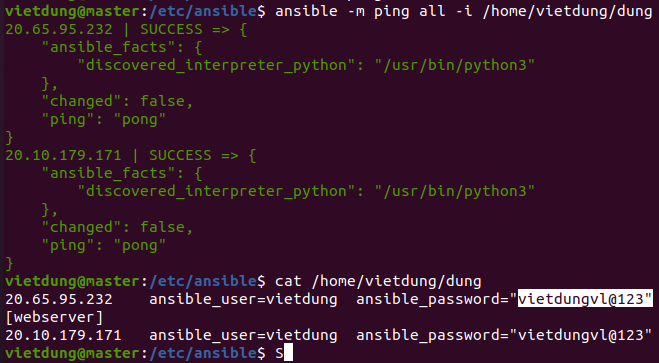 vietdung@master:/etc/ansible$ ansible -m ping all -i /home/vietdung/dung
20.65.95.232 | SUCCESS => {
    "ansible_facts": {
        "discovered_interpreter_python": "/usr/bin/python3"
    },
    "changed": false,
    "ping": "pong"
}
20.10.179.171 | SUCCESS => {
    "ansible_facts": {
        "discovered_interpreter_python": "/usr/bin/python3"
    },
    "changed": false,
    "ping": "pong"
}
vietdung@master:/etc/ansible$ cat /home/vietdung/dung
20.65.95.232    ansible_user=vietdung  ansible_password="vietdungvl@123"
[webserver]
20.10.179.171   ansible_user=vietdung  ansible_password="vietdungvl@123"
vietdung@master:/etc/ansible$ S